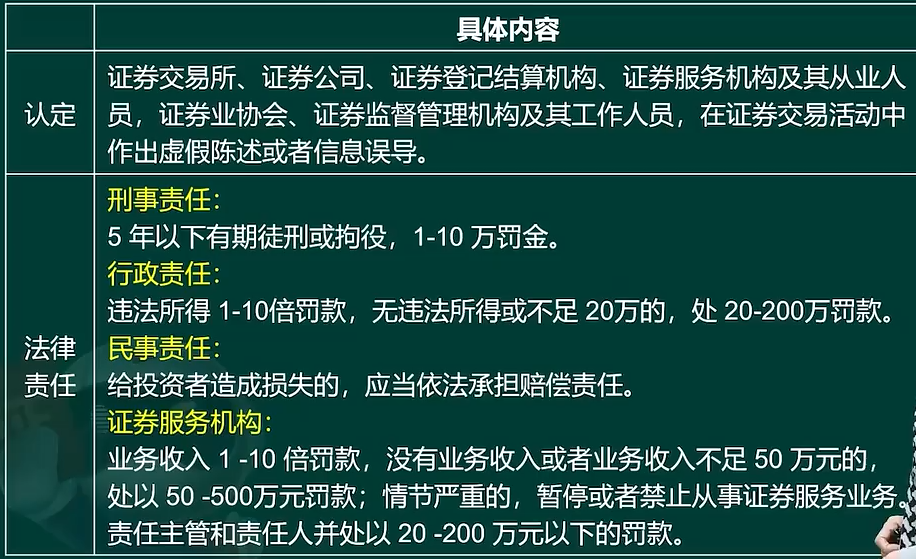 具体内容
认定
证券交易所、证券公司、证券登记结算机构、证券服务机构及其从业人
员，证券业协会、证券监督管理机构及其工作人员，在证券交易活动中
作出虚假陈述或者信息误导。
法律
责任
刑事责任：
5 年以下有期徒刑或拘役，1-10 万罚金。
行政责任：
违法所得 1-10倍罚款，无违法所得或不足 20万的，处 20-200万罚款。
民事责任：
给投资者造成损失的，应当依法承担赔偿责任。
证券服务机构：
业务收入 1 -10 倍罚款，没有业务收入或者业务收入不足 50 万元的，
处以 50 -500万元罚款；情节严重的，暂停或者禁止从事证券服务业务。
责任主管和责任人并处以 20 -200 万元以下的罚款。